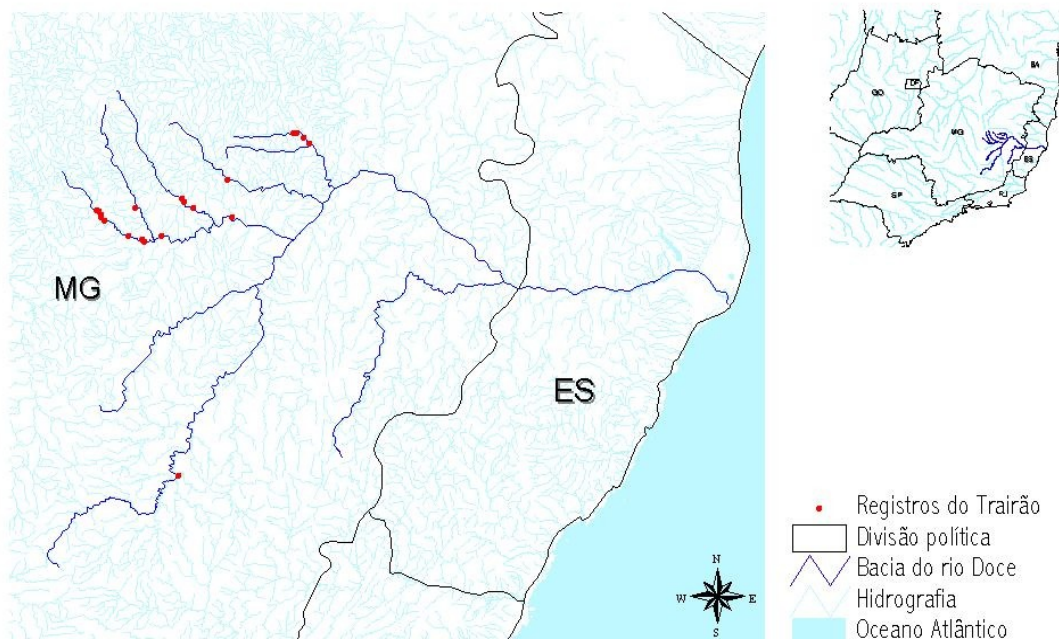 MG
ES
N
W E
S
GO
DF
BA
MG
ES
SP
RJ
Registros do Trairão
Divisão política
Bacia do rio Doce
Hidrografia
Oceano Atlântico